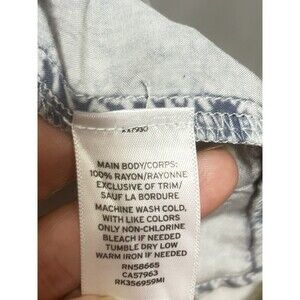 MAIN BODY/CORPS:
100% RAYON/RAYONNE
EXCLUSIVE OF TRIM/
SAUF LA BORDURE
MACHINE WASH COLD,
WITH LIKE COLORS
ONLY NON-CHLORINE
BLEACH IF NEEDED
TUMBLE DRY LOW
WARM IRON IF NEEDED
RN58665
CA57963
RK356959MI